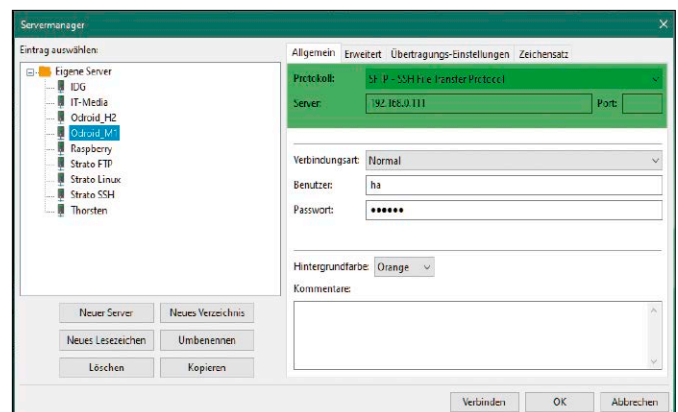 Servermanager
Eintrag auswählen:
Eigene Server
IDG
IT-Media
Odroid_H2
Odroid_M1
Raspberry
Strato FTP
Strato Linux
Strato SSH
Thorsten
Neuer Server Neues Verzeichnis
Neues Lesezeichen Umbenennen
Löschen Kopieren
Allgemein Erweitert Übertragungs-Einstellungen Zeichensatz
Protokoll: SFTP - SSH File Transfer Protocol
Server: 192.168.0.111 Port:
Verbindungsart: Normal
Benutzer: ha
Passwort: ●●●●●●
Hintergrundfarbe: Orange
Kommentare:
Verbinden OK Abbrechen